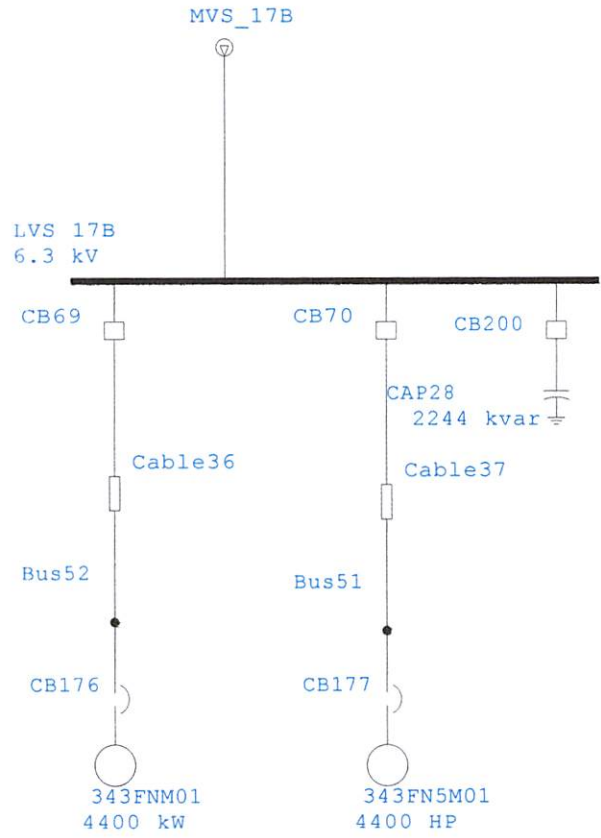 MVS_17B
LVS 17B
6.3 kV
CB69
CB70
CB200
CAP28
2244 kvar
Cable36
Cable37
Bus52
Bus51
CB176
CB177
343FNM01
4400 kW
343FN5M01
4400 HP